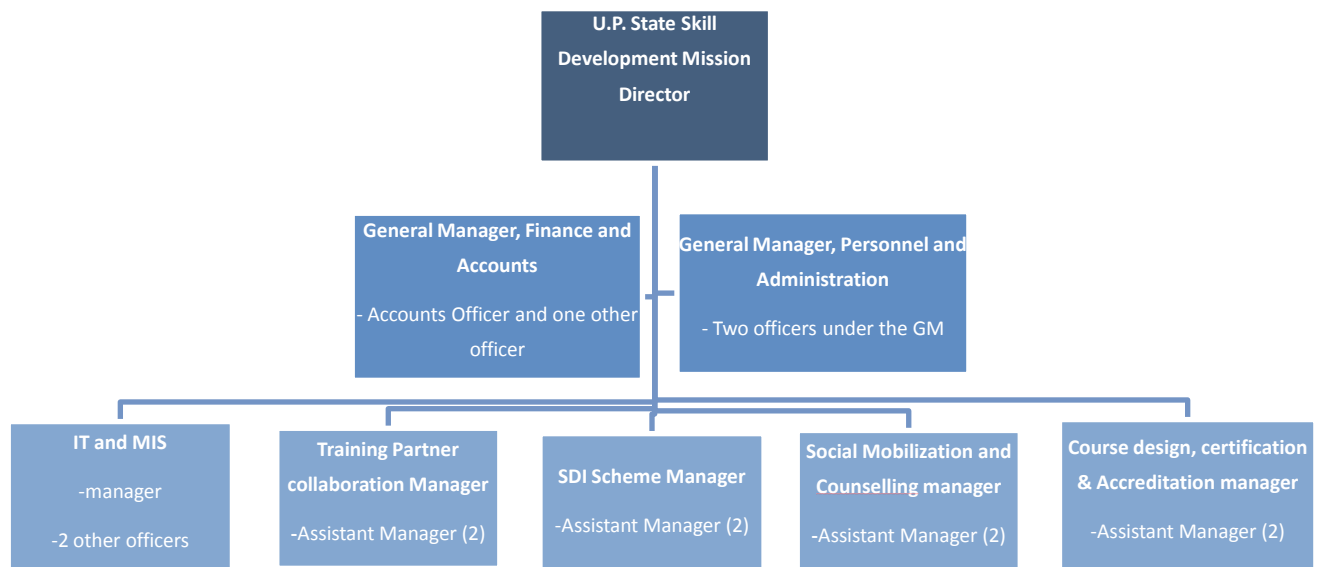 U.P. State Skill
Development Mission
Director
General Manager, Finance and
Accounts
- Accounts Officer and one other
officer
General Manager, Personnel and
Administration
- Two officers under the GM
IT and MIS
-manager
-2 other officers
Training Partner
collaboration Manager
-Assistant Manager (2)
SDI Scheme Manager
-Assistant Manager (2)
Social Mobilization and
Counselling manager
-Assistant Manager (2)
Course design, certification
& Accreditation manager
-Assistant Manager (2)